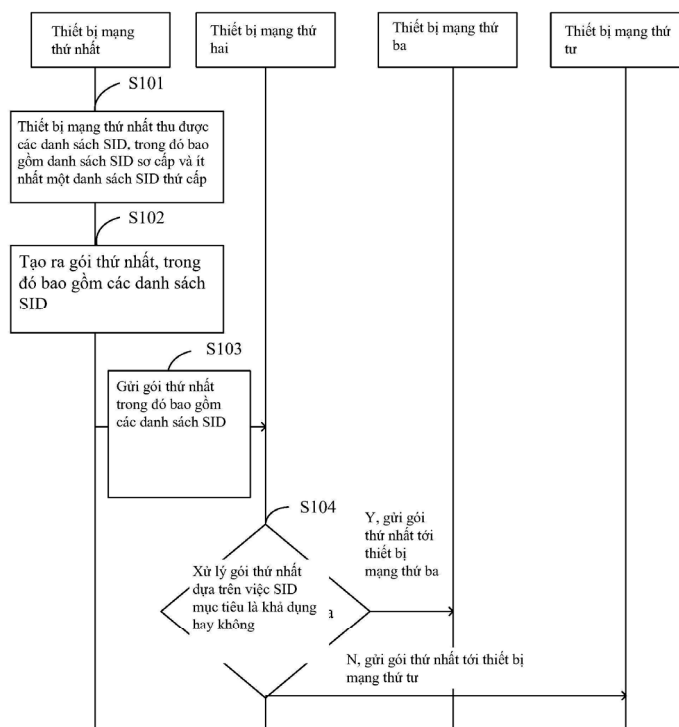 Thiết bị mạng
thứ nhất
Thiết bị mạng thứ
hai
Thiết bị mạng thứ
ba
Thiết bị mạng thứ
tư
S101
Thiết bị mạng thứ nhất thu được
các danh sách SID, trong đó bao
gồm danh sách SID sơ cấp và ít
nhất một danh sách SID thứ cấp
S102
Tạo ra gói thứ nhất, trong
đó bao gồm các danh sách
SID
S103
Gửi gói thứ nhất
trong đó bao gồm
các danh sách SID
S104
Xử lý gói thứ nhất
dựa trên việc SID
mục tiêu là khả dụng
hay không
Y, gửi gói
thứ nhất tới
thiết bị
mạng thứ ba
N, gửi gói thứ nhất tới thiết bị
mạng thứ tư